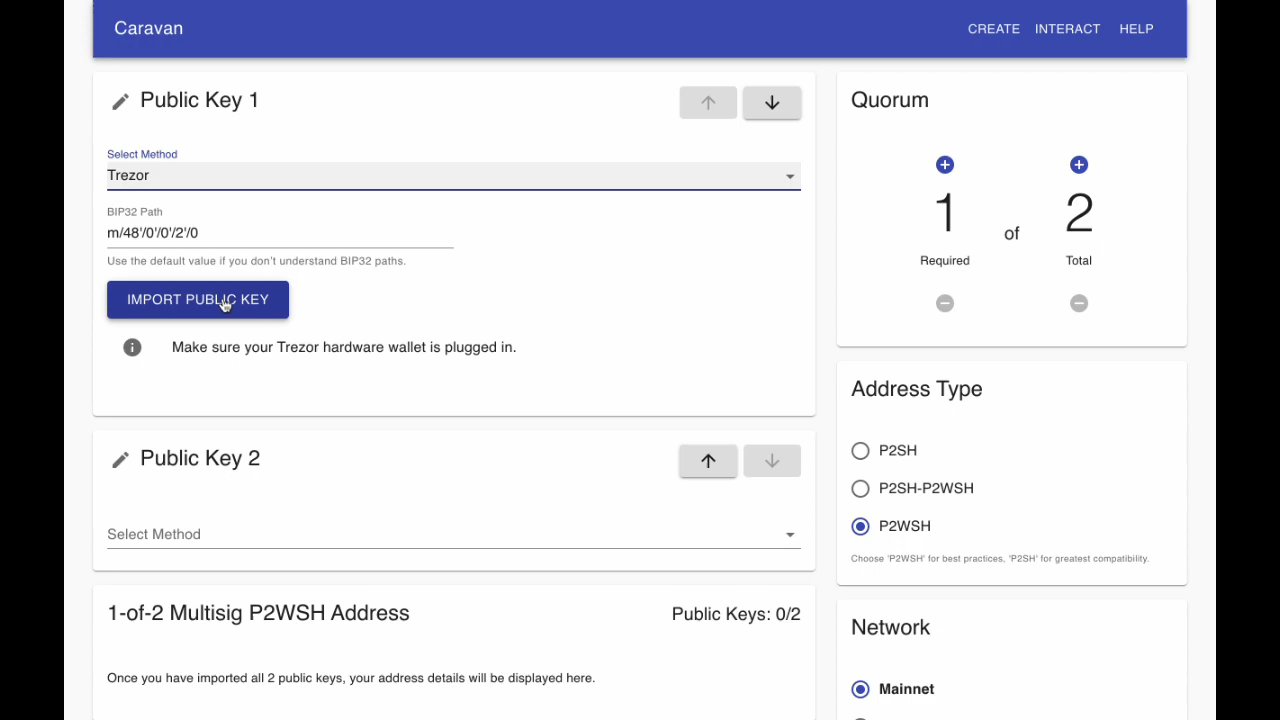 Caravan
CREATE INTERACT HELP
Public Key 1
Select Method
Trezor
BIP32 Path
m/48'/0'/0'/2'/0
Use the default value if you don't understand BIP32 paths.
IMPORT PUBLIC KEY
Make sure your Trezor hardware wallet is plugged in.
Public Key 2
Select Method
1-of-2 Multisig P2WSH Address
Public Keys: 0/2
Once you have imported all 2 public keys, your address details will be displayed here.
Quorum
1 of 2
Required Total
Address Type
P2SH
P2SH-P2WSH
P2WSH
Choose 'P2WSH' for best practices, 'P2SH' for greatest compatibility.
Network
Mainnet